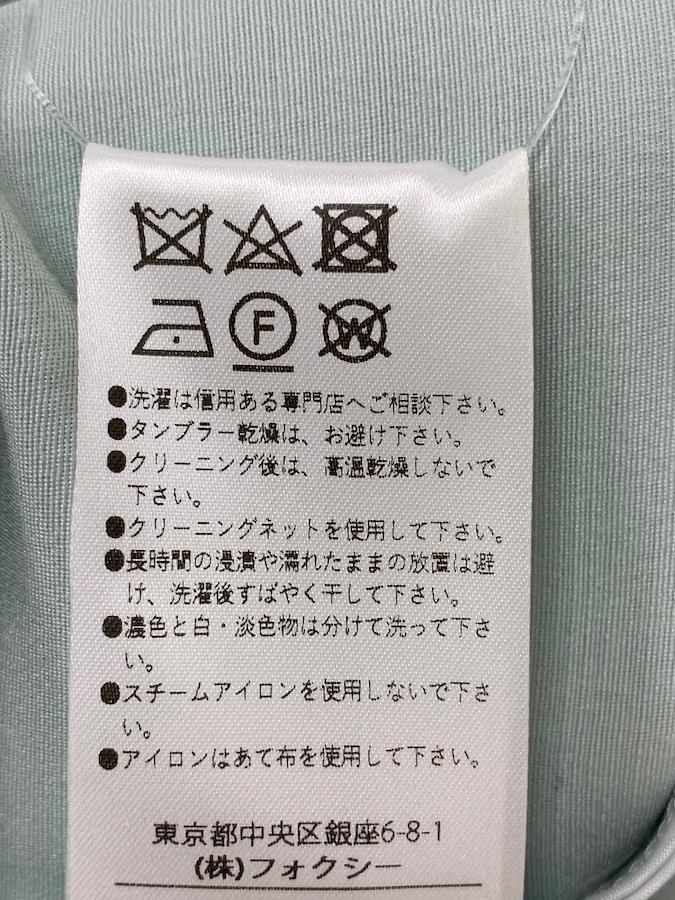 F
W
●洗濯は信用ある専門店へご相談下さい。
●タンブラー乾燥は、お避け下さい。
●クリーニング後は、高温乾燥しないで
下さい。
●クリーニングネットを使用して下さい。
●長時間の浸漬や濡れたままの放置は避
け、洗濯後すばやく干して下さい。
●濃色と白・淡色物は分けて洗って下さ
い。
●スチームアイロンを使用しないで下さ
い。
●アイロンはあて布を使用して下さい。
東京都中央区銀座6-8-1
(株)フォクシー